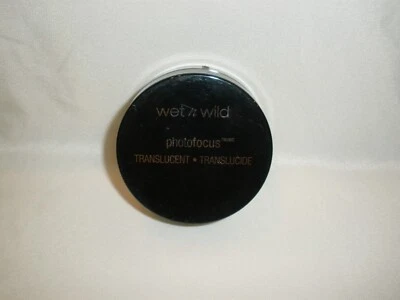 wet n wild
photofocus
TRANSLUCENT • TRANSLUCIDE